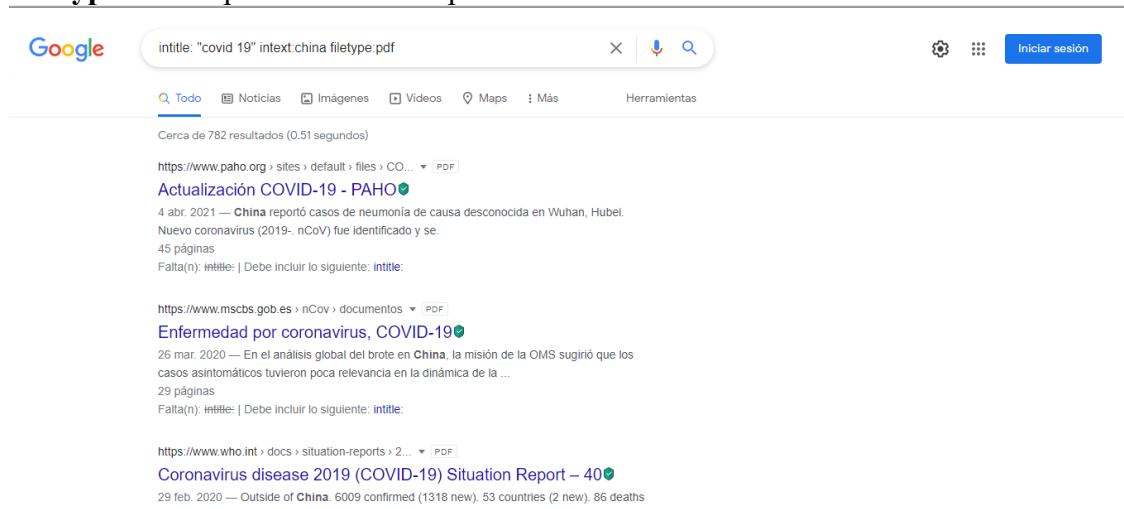 Google
intitle: "covid 19" intext:china filetype:pdf
Iniciar sesión
Todo Noticias Imágenes Videos Maps Más Herramientas
Cerca de 782 resultados (0.51 segundos)
https://www.paho.org › sites › default › files › CO... PDF
Actualización COVID-19 - PAHO
4 abr. 2021 — China reportó casos de neumonía de causa desconocida en Wuhan, Hubei.
Nuevo coronavirus (2019-. nCoV) fue identificado y se.
45 páginas
Falta(n): intitle: | Debe incluir lo siguiente: intitle:
https://www.mscbs.gob.es › nCov › documentos PDF
Enfermedad por coronavirus, COVID-19
26 mar. 2020 — En el análisis global del brote en China, la misión de la OMS sugirió que los
casos asintomáticos tuvieron poca relevancia en la dinámica de la ...
29 páginas
Falta(n): intitle: | Debe incluir lo siguiente: intitle:
https://www.who.int › docs › situation-reports › 2... PDF
Coronavirus disease 2019 (COVID-19) Situation Report – 40
29 feb. 2020 — Outside of China. 6009 confirmed (1318 new). 53 countries (2 new). 86 deaths